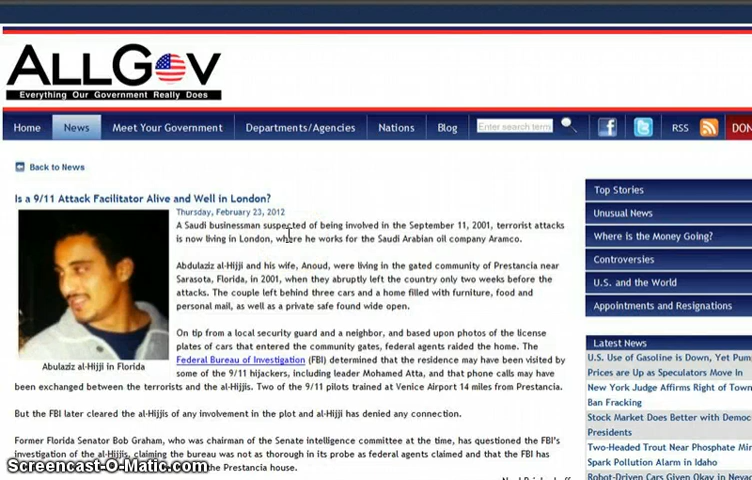 ALLGOV
Everything Our Government Really Does
Home News Meet Your Government Departments/Agencies Nations Blog Enter search term RSS DON
Back to News
Is a 9/11 Attack Facilitator Alive and Well in London?
Thursday, February 23, 2012
A Saudi businessman suspected of being involved in the September 11, 2001, terrorist attacks
is now living in London, where he works for the Saudi Arabian oil company Aramco.
Abdulaziz al-Hijji and his wife, Anoud, were living in the gated community of Prestancia near
Sarasota, Florida, in 2001, when they abruptly left the country only two weeks before the
attacks. The couple left behind three cars and a home filled with furniture, food and
personal mail, as well as a private safe found wide open.
On tip from a local security guard and a neighbor, and based upon photos of the license
plates of cars that entered the community gates, federal agents raided the home. The
Federal Bureau of Investigation (FBI) determined that the residence may have been visited by
some of the 9/11 hijackers, including leader Mohamed Atta, and that phone calls may have
Abulaziz al-Hijji in Florida
been exchanged between the terrorists and the al-Hijjis. Two of the 9/11 pilots trained at Venice Airport 14 miles from Prestancia.
But the FBI later cleared the al-Hijjis of any involvement in the plot and al-Hijji has denied any connection.
Former Florida Senator Bob Graham, who was chairman of the Senate intelligence committee at the time, has questioned the FBI's
investigation of the al-Hijjis, claiming the bureau was not as thorough in its probe as federal agents claimed and that the FBI has
the Prestancia house.
Top Stories
Unusual News
Where is the Money Going?
Controversies
U.S. and the World
Appointments and Resignations
Latest News
U.S. Use of Gasoline is Down, Yet Pump
Prices are Up as Speculators Move In
New York Judge Affirms Right of Town
Ban Fracking
Stock Market Does Better with Democ
Presidents
Two-Headed Trout Near Phosphate Min
Spark Pollution Alarm in Idaho
Robot-Driven Cars Given Okay in Neva
Screencast-O-Matic.com